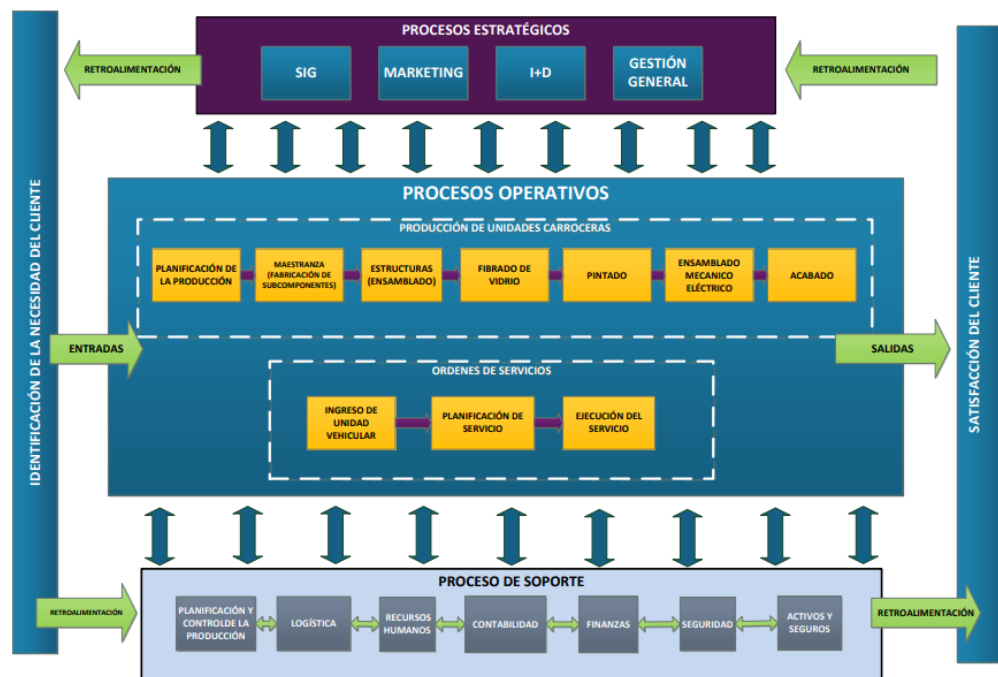 PROCESOS ESTRATÉGICOS
RETROALIMENTACIÓN
SIG
MARKETING
I+D
GESTIÓN
GENERAL
RETROALIMENTACIÓN
IDENTIFICACIÓN DE LA NECESIDAD DEL CLIENTE
PROCESOS OPERATIVOS
PRODUCCIÓN DE UNIDADES CARROCERAS
PLANIFICACIÓN DE
LA PRODUCCIÓN
MAESTRANZA
(FABRICACIÓN DE
SUBCOMPONENTES)
ESTRUCTURAS
(ENSAMBLADO)
FIBRADO DE
VIDRIO
PINTADO
ENSAMBLADO
MECANICO
ELÉCTRICO
ACABADO
ENTRADAS
SALIDAS
SATISFACCIÓN DEL CLIENTE
ORDENES DE SERVICIOS
INGRESO DE
UNIDAD
VEHICULAR
PLANIFICACIÓN DE
SERVICIO
EJECUCIÓN DEL
SERVICIO
PROCESO DE SOPORTE
RETROALIMENTACIÓN
PLANIFICACIÓN Y
CONTROLDE LA
PRODUCCIÓN
LOGÍSTICA
RECURSOS
HUMANOS
CONTABILIDAD
FINANZAS
SEGURIDAD
ACTIVOS Y
SEGUROS
RETROALIMENTACIÓN